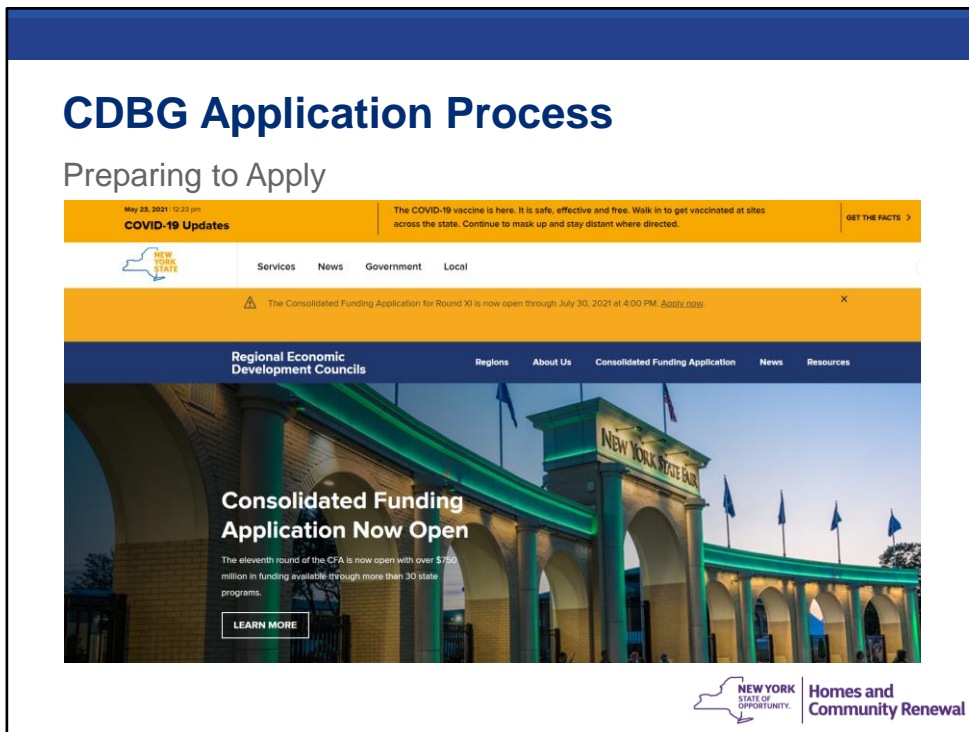 CDBG Application Process
Preparing to Apply
May 23, 2021 | 12:23 pm
COVID-19 Updates
The COVID-19 vaccine is here. It is safe, effective and free. Walk in to get vaccinated at sites
across the state. Continue to mask up and stay distant where directed.
GET THE FACTS >
NEW
YORK
STATE
Services News Government Local
The Consolidated Funding Application for Round XI is now open through July 30, 2021 at 4:00 PM. Apply now.
Regional Economic
Development Councils
Regions About Us Consolidated Funding Application News Resources
NEW YORK STATE FAIR
Consolidated Funding
Application Now Open
The eleventh round of the CFA is now open with over $750
million in funding available through more than 30 state
programs.
LEARN MORE
NEW YORK
STATE OF
OPPORTUNITY.
Homes and
Community Renewal